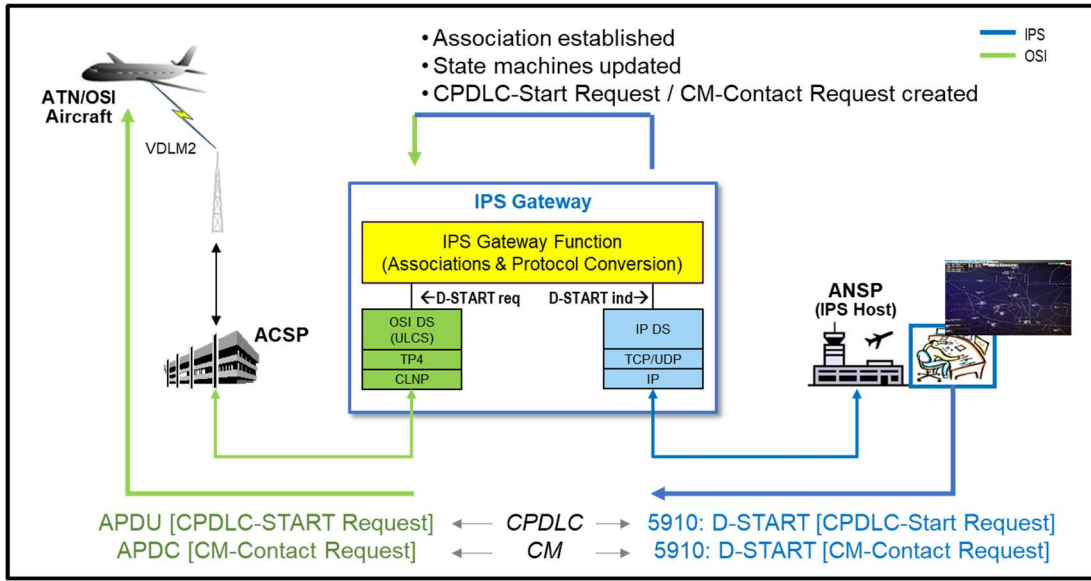 • Association established
• State machines updated
• CPDLC-Start Request / CM-Contact Request created
IPS
OSI
ATN/OSI
Aircraft
VDLM2
IPS Gateway
IPS Gateway Function
(Associations & Protocol Conversion)
←D-START req
D-START ind→
OSI DS
(ULCS)
TP4
CLNP
IP DS
TCP/UDP
IP
ACSP
ANSP
(IPS Host)
APDU [CPDLC-START Request]
CPDLC
5910: D-START [CPDLC-Start Request]
APDC [CM-Contact Request]
CM
5910: D-START [CM-Contact Request]